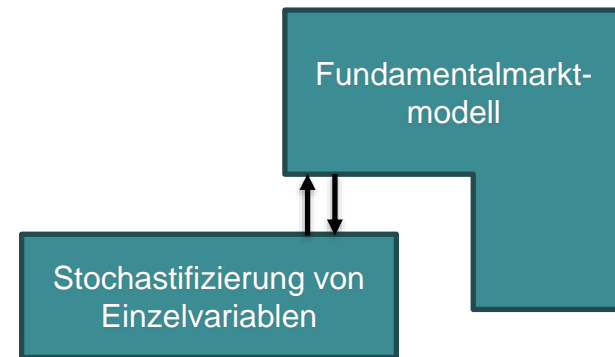 Fundamentalmarkt-
modell
Stochastifizierung von
Einzelvariablen